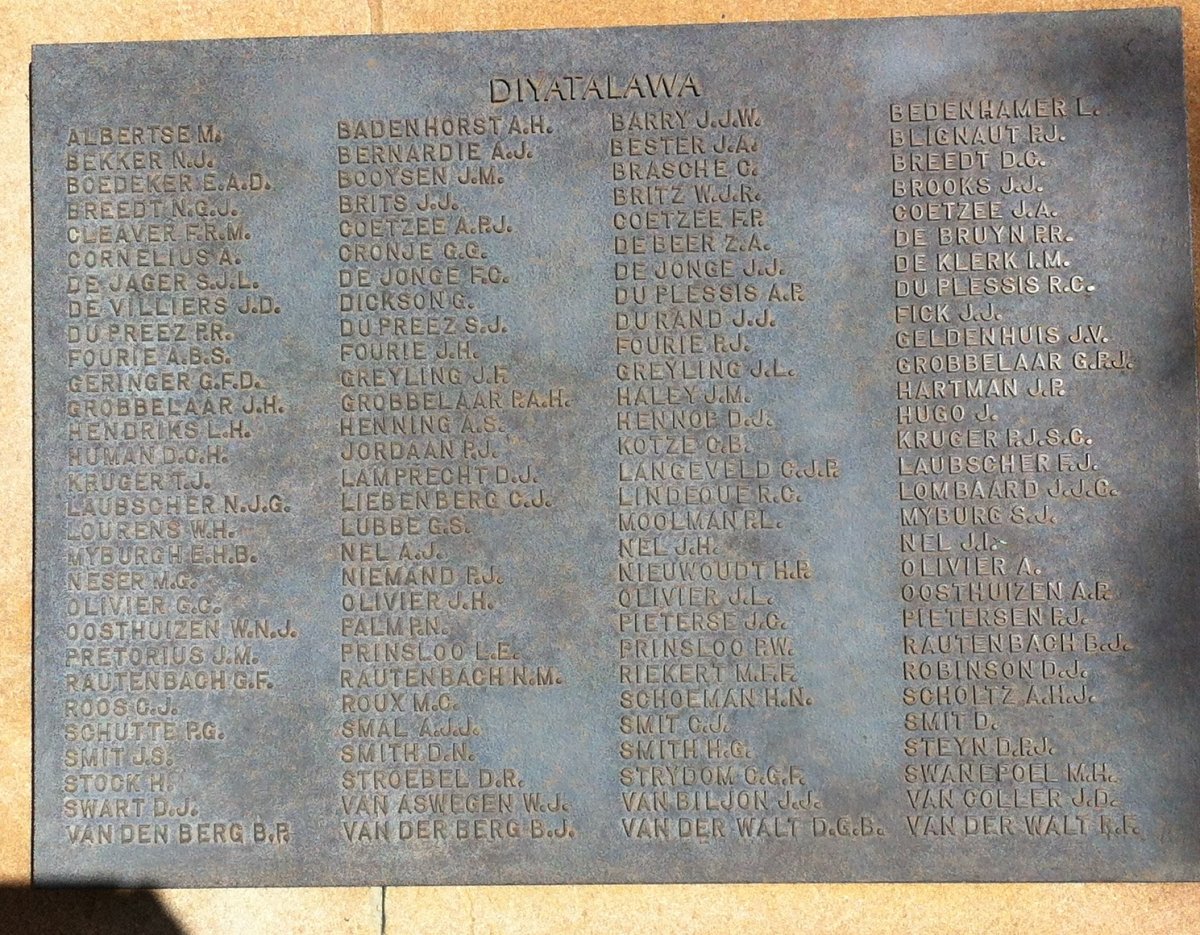 DIYATALAWA
ALBERTSE M. BADENHORST A.H. BARRY J.J.W. BEDENHAMER L.
BEKKER N.J. BERNARDIE A.J. BESTER J.A. BLIGNAUT P.J.
BOEDEKER E.A.D. BOOYSEN J.M. BRASCHE C. BREEDT D.C.
BREEDT N.G.J. BRITS J.J. BRITZ W.J.R. BROOKS J.J.
CLEAVER F.R.M. COETZEE A.P.J. COETZEE F.P. COETZEE J.A.
CORNELIUS A. CRONJE G.G. DE BEER Z.A. DE BRUYN P.R.
DE JAGER S.J.L. DE JONGE F.C. DE JONGE J.J. DE KLERK I.M.
DE VILLIERS J.D. DICKSON G. DU PLESSIS A.P. DU PLESSIS R.C.
DU PREEZ P.R. DU PREEZ S.J. DURAND J.J. FICK J.J.
FOURIE A.B.S. FOURIE J.H. FOURIE P.J. GELDENHUIS J.V.
GERINGER G.F.D. GREYLING J.F. GREYLING J.L. GROBBELAAR G.P.J.
GROBBELAAR J.H. GROBBELAAR P.A.H. HALEY J.M. HARTMAN J.P.
HENDRIKS L.H. HENNING A.S. HENNOP D.J. HUGO J.
HUMAN D.C.H. JORDAAN P.J. KOTZE C.B. KRUGER P.J.S.C.
KRUGER T.J. LAMPRECHT D.J. LANGEVELD C.J.P. LAUBSCHER F.J.
LAUBSCHER N.J.G. LIEBENBERG C.J. LINDEQUE R.C. LOMBAARD J.J.C.
LOURENS W.H. LUBBE G.S. MOOLMAN P.L. MYBURG S.J.
MYBURGH E.H.B. NEL A.J. NEL J.H. NEL J.I.
NESER M.G. NIEMAND P.J. NIEUWOUDT H.P. OLIVIER A.
OLIVIER G.C. OLIVIER J.H. OLIVIER J.L. OOSTHUIZEN A.P.
OOSTHUIZEN W.N.J. PALM P.N. PIETERSE J.G. PIETERSEN P.J.
PRETORIUS J.M. PRINSLOO L.E. PRINSLOO P.W. RAUTENBACH B.J.
RAUTENBACH G.F. RAUTENBACH N.M. RIEKERT M.F.F. ROBINSON D.J.
ROOS C.J. ROUX M.C. SCHOEMAN H.N. SCHOLTZ A.H.J.
SCHUTTE P.G. SMAL A.J.J. SMIT C.J. SMIT D.
SMIT J.S. SMITH D.N. SMITH H.G. STEYN D.P.J.
STOCK H. STROEBEL D.R. STRYDOM C.G.F. SWANEPOEL M.H.
SWART D.J. VAN ASWEGEN W.J. VAN BILJON J.J. VAN COLLER J.D.
VAN DEN BERG B.P. VAN DER BERG B.J. VAN DER WALT D.G.B. VAN DER WALT